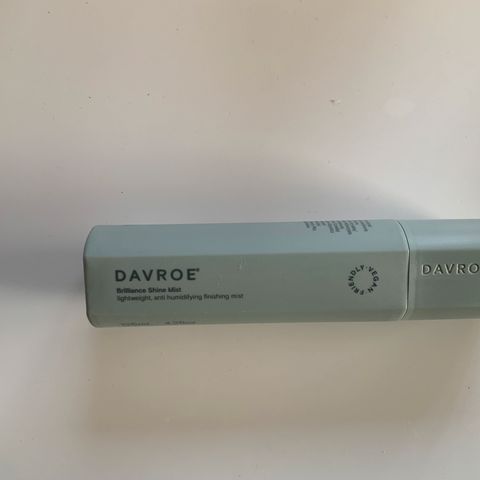 DAVROE®
Brilliance Shine Mist
lightweight, anti humidifying finishing mist
FRIENDLY·VEGAN
DAVRO